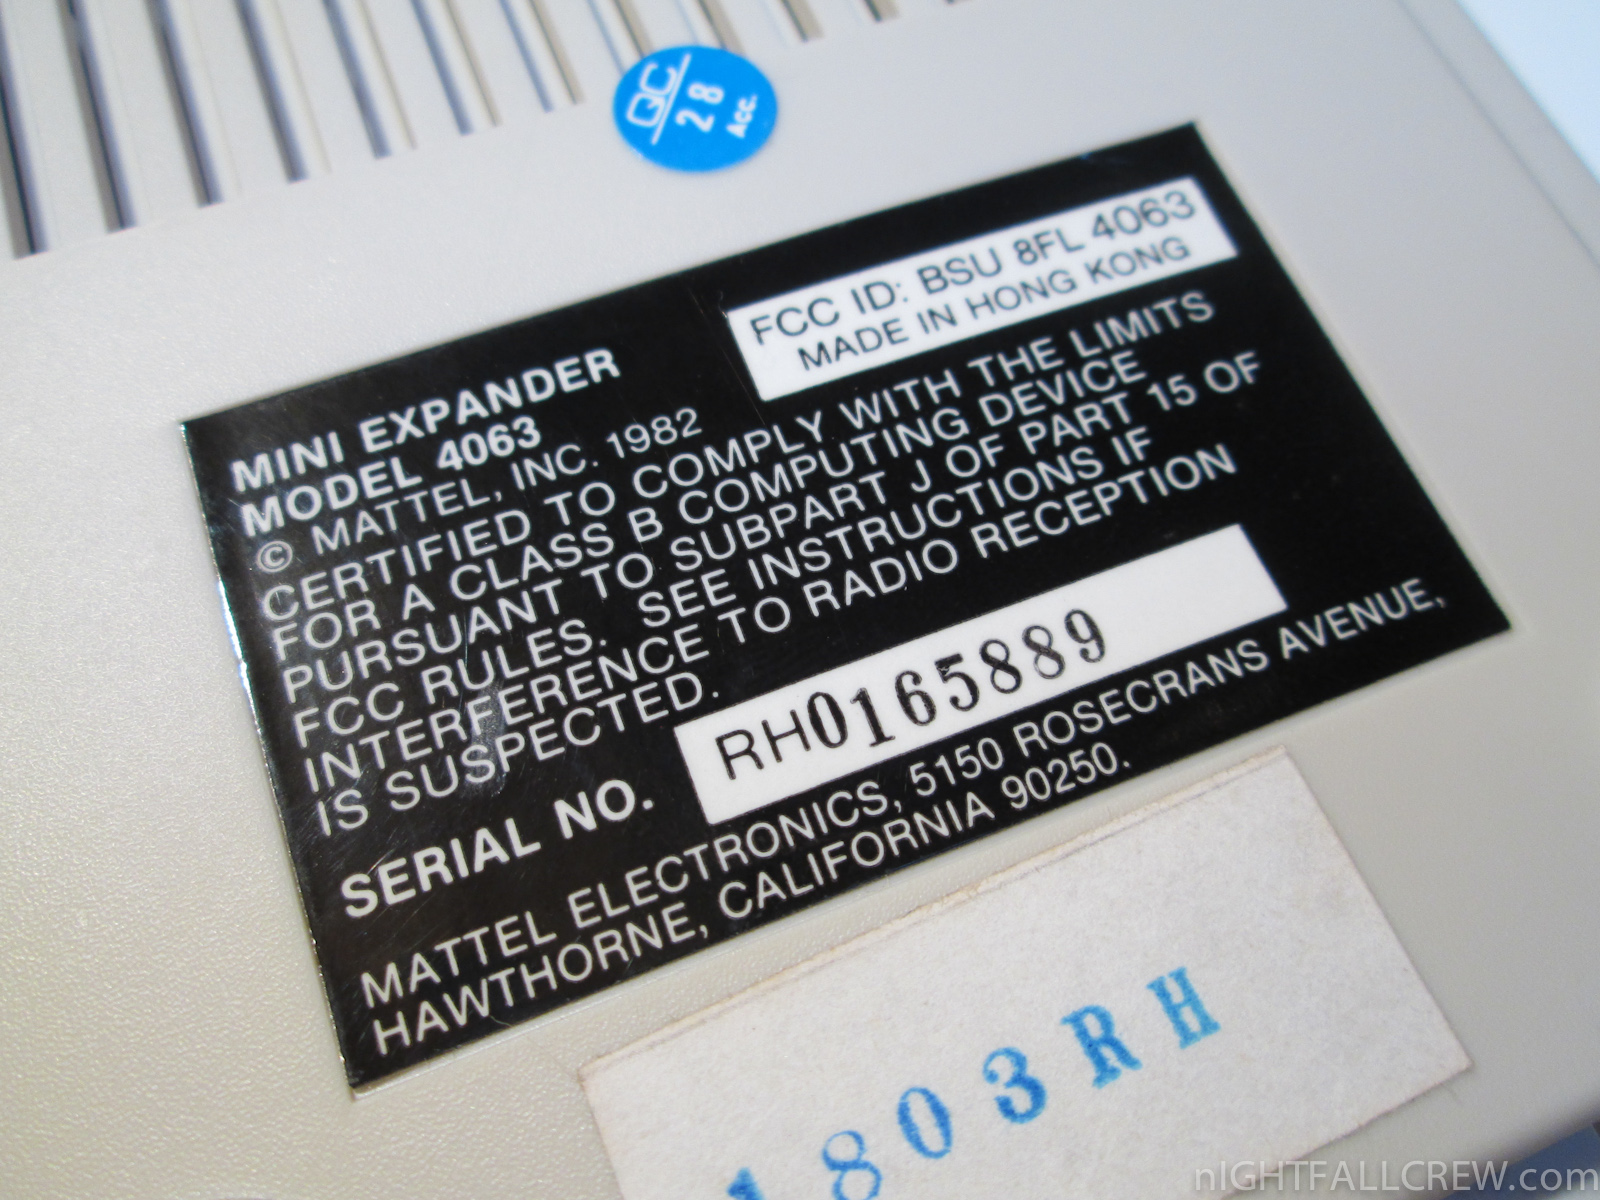 QC
28
Acc.
FCC ID: BSU 8FL 4063
MADE IN HONG KONG
MINI EXPANDER
MODEL 4063
© MATTEL, INC. 1982
CERTIFIED TO COMPLY WITH THE LIMITS
FOR A CLASS B COMPUTING DEVICE
PURSUANT TO SUBPART J OF PART 15 OF
FCC RULES. SEE INSTRUCTIONS IF
INTERFERENCE TO RADIO RECEPTION
IS SUSPECTED.
SERIAL NO. RH0165889
MATTEL ELECTRONICS, 5150 ROSECRANS AVENUE,
HAWTHORNE, CALIFORNIA 90250.
1803RH
nIGHTFALLCREW.com